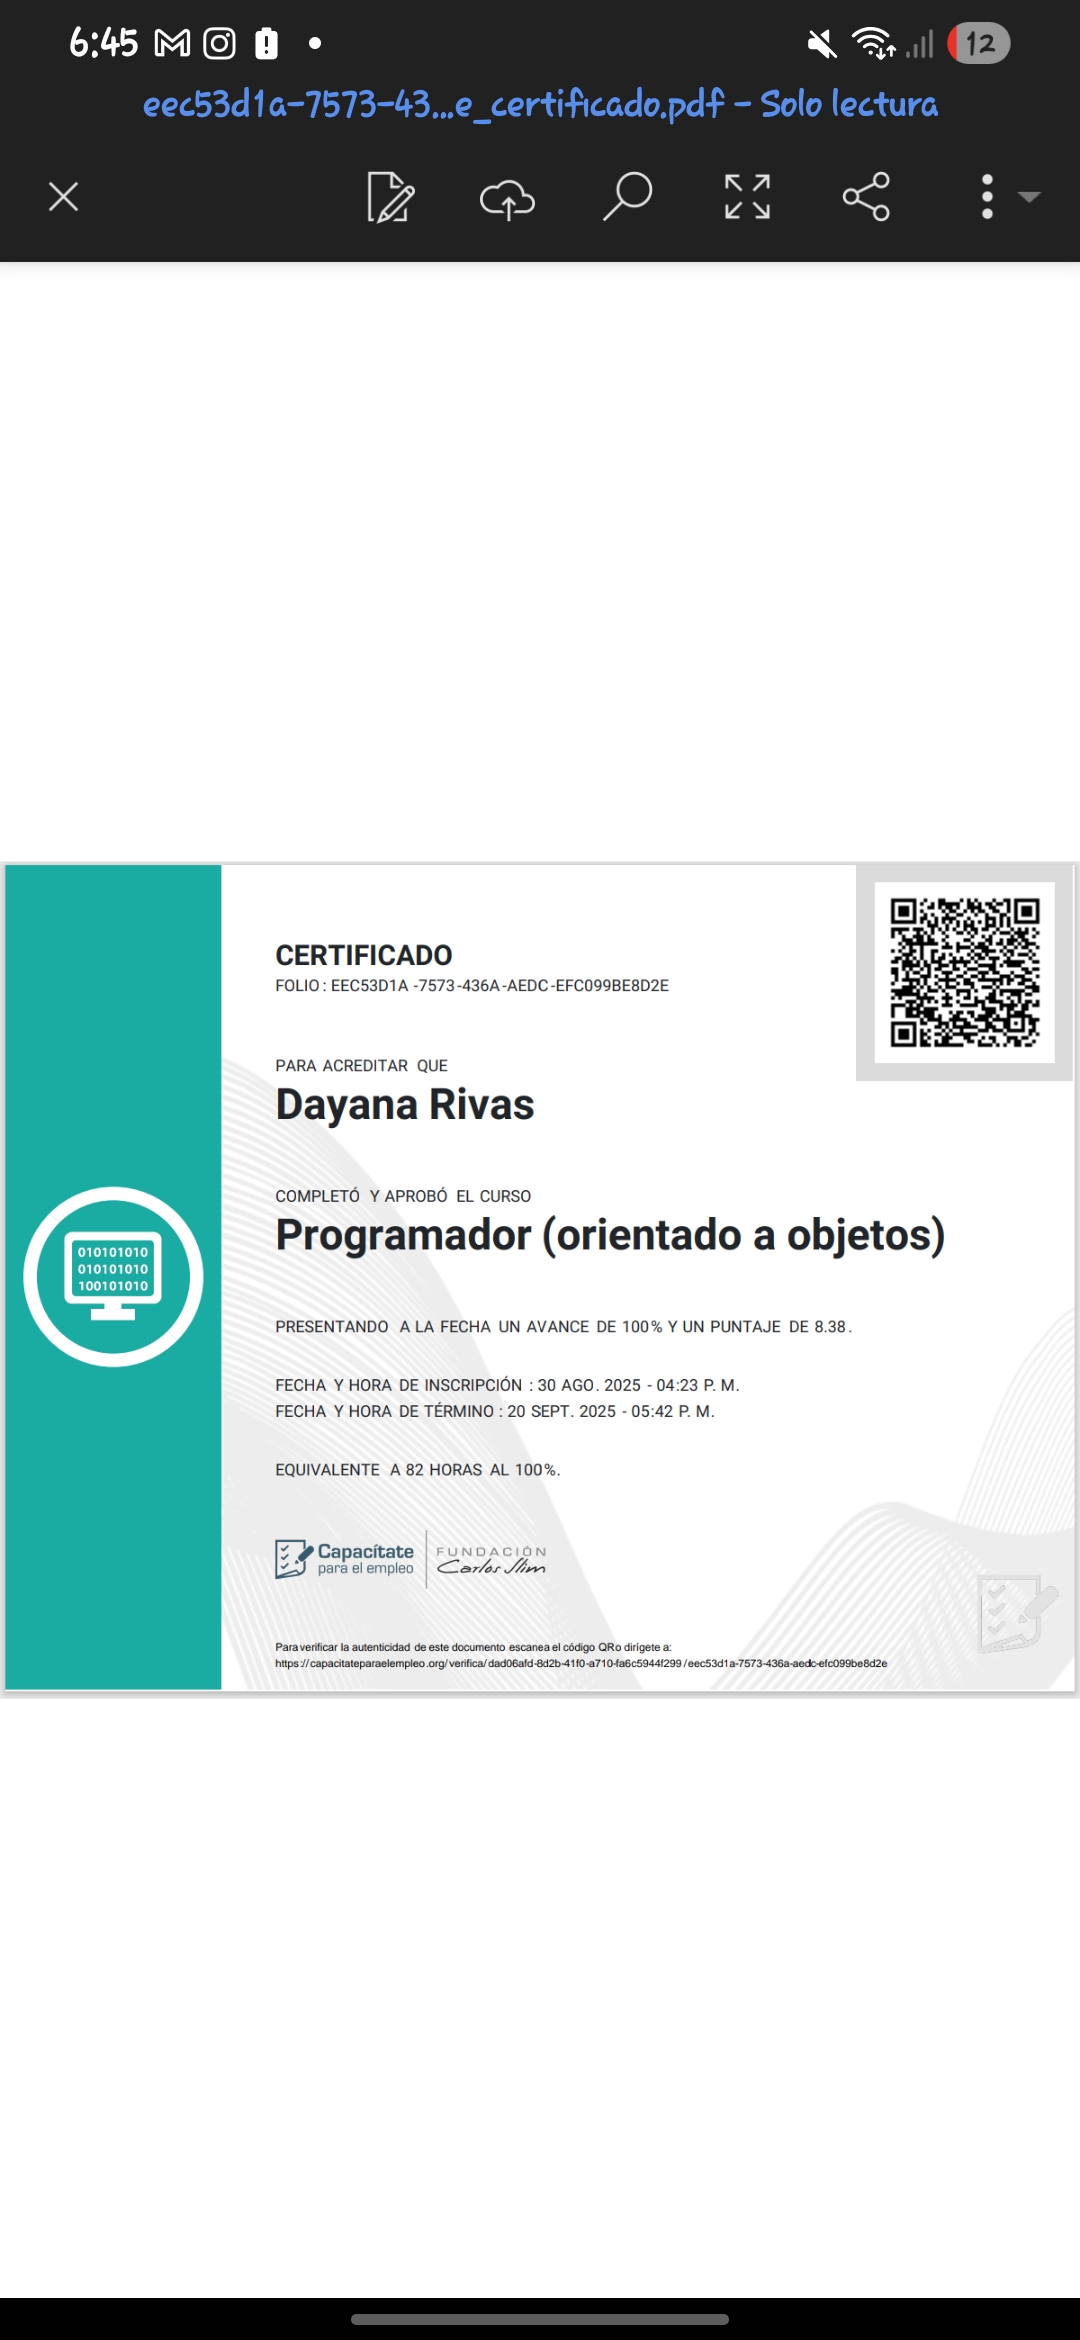 6:45
12
eec53d1a-7573-43...e_certificado.pdf – Solo lectura
CERTIFICADO
FOLIO : EEC53D1A -7573-436A-AEDC-EFC099BE8D2E
PARA ACREDITAR QUE
Dayana Rivas
COMPLETÓ Y APROBÓ EL CURSO
Programador (orientado a objetos)
010101010
010101010
100101010
PRESENTANDO A LA FECHA UN AVANCE DE 100% Y UN PUNTAJE DE 8.38.
FECHA Y HORA DE INSCRIPCIÓN : 30 AGO. 2025 - 04:23 P. M.
FECHA Y HORA DE TÉRMINO : 20 SEPT. 2025 - 05:42 P. M.
EQUIVALENTE A 82 HORAS AL 100%.
Capacítate
para el empleo
FUNDACIÓN
Carlos Slim
Para verificar la autenticidad de este documento escanea el código QR o dirígete a:
https://capacitateparaelempleo.org/verifica/dad06afd-8d2b-41f0-a710-fa6c5944f299/eec53d1a-7573-436a-aedc-efc099be8d2e